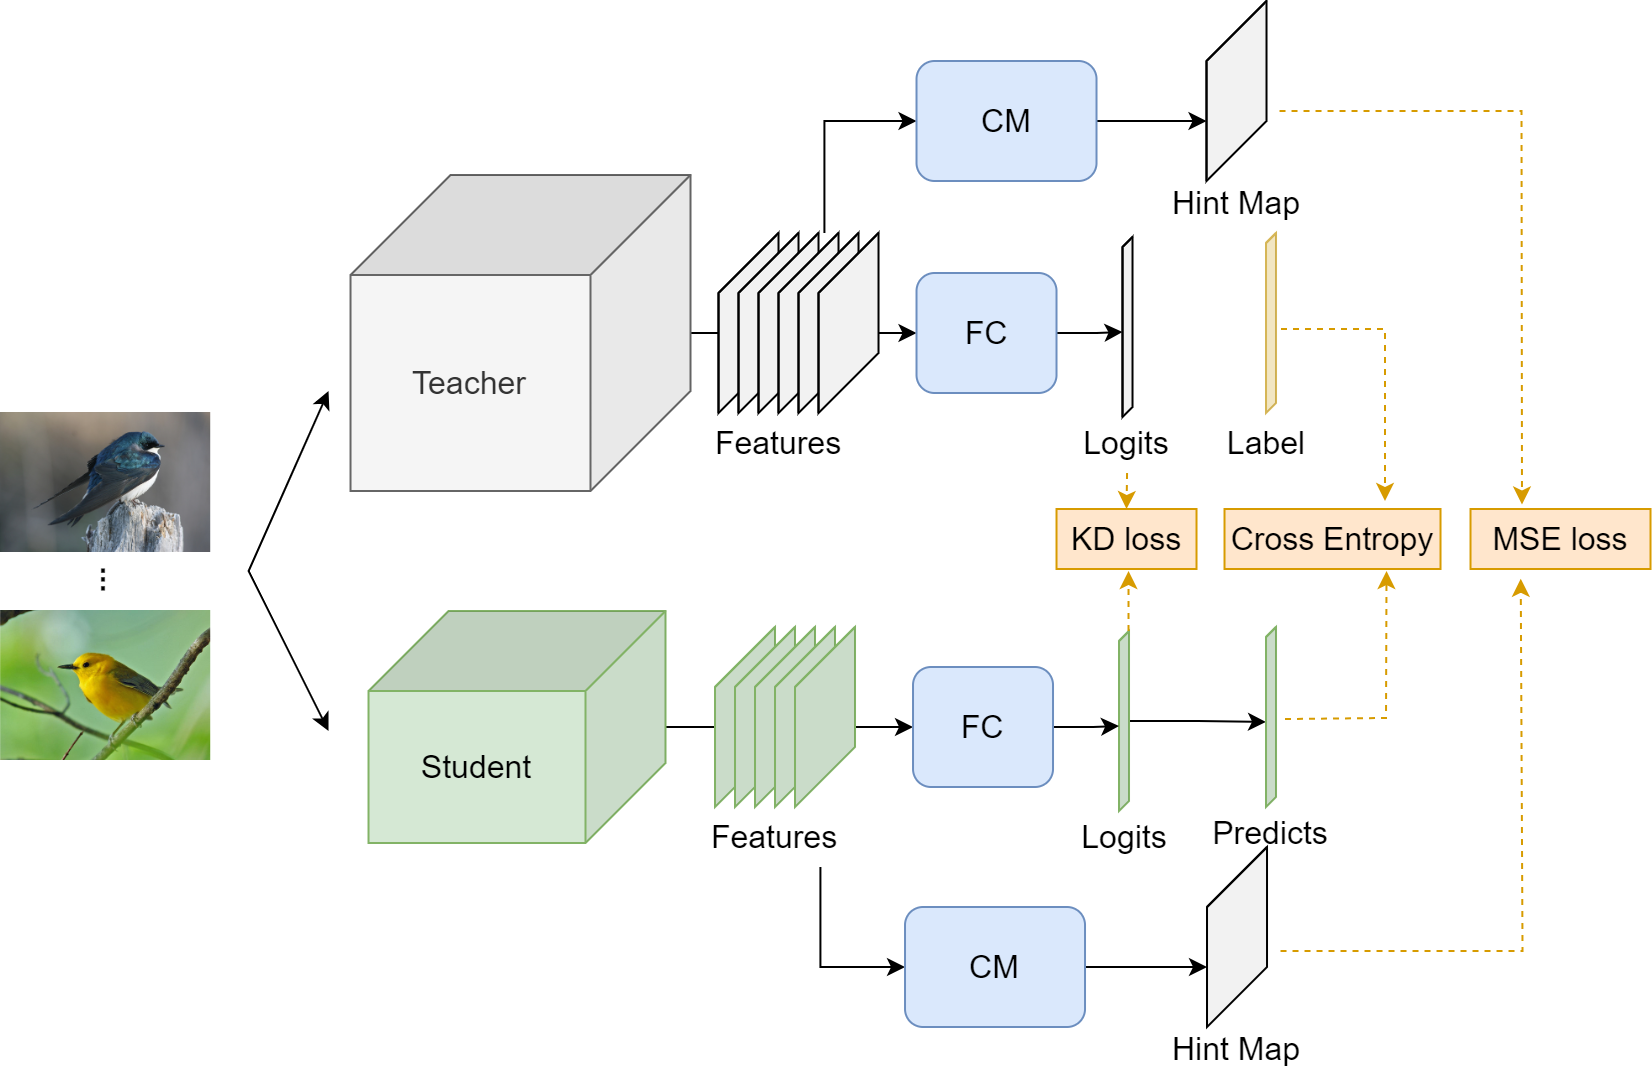 CM
Hint Map
Teacher
Features
FC
Logits
Label
KD loss
Cross Entropy
MSE loss
Student
Features
FC
Logits
Predicts
CM
Hint Map